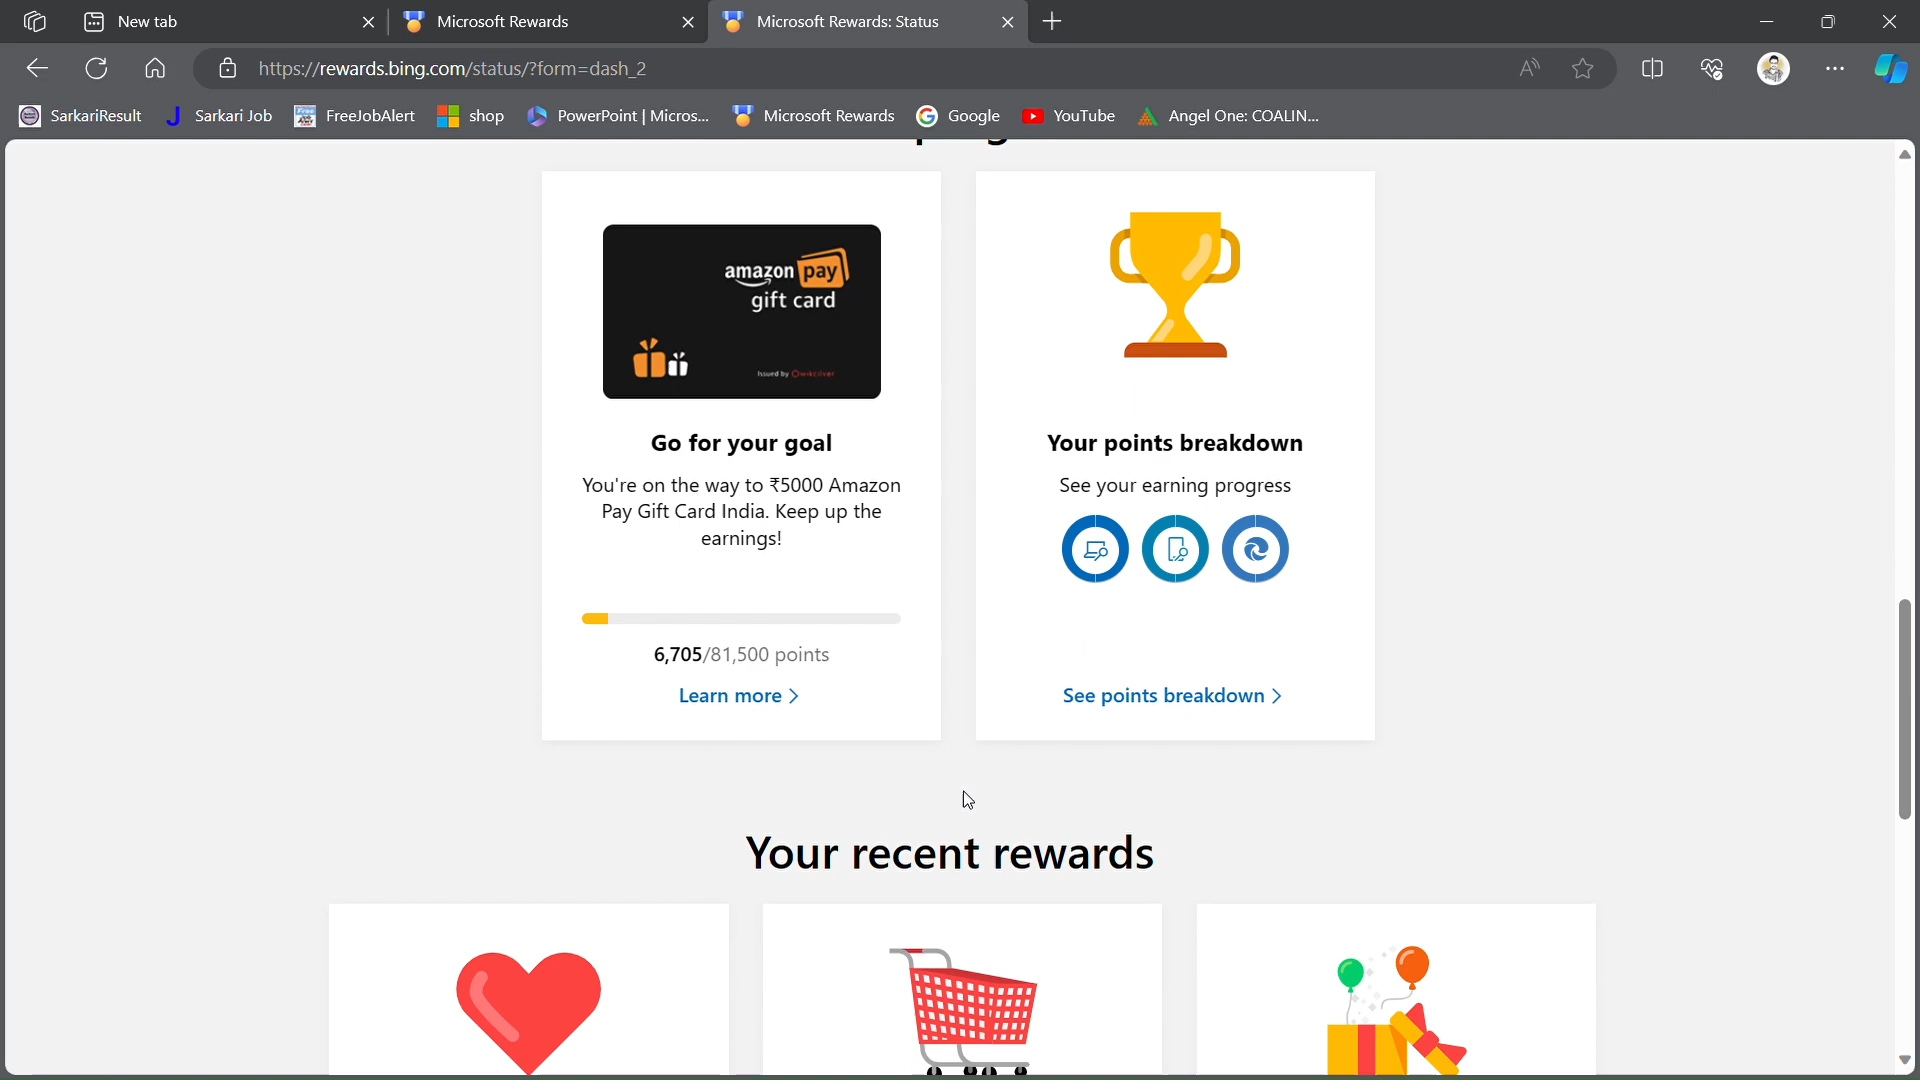 New tab
Microsoft Rewards
Microsoft Rewards: Status
https://rewards.bing.com/status/?form=dash_2
SarkariResult
Sarkari Job
FreeJobAlert
shop
PowerPoint | Micros...
Microsoft Rewards
Google
YouTube
Angel One: COALIN...
amazon pay
gift card
Issued by Qwikcilver
Go for your goal
You're on the way to ₹5000 Amazon
Pay Gift Card India. Keep up the
earnings!
6,705/81,500 points
Learn more >
Your points breakdown
See your earning progress
See points breakdown >
Your recent rewards